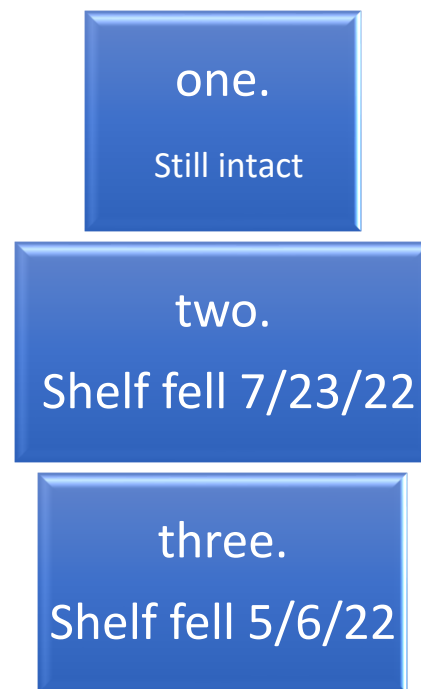 one.
Still intact
two.
Shelf fell 7/23/22
three.
Shelf fell 5/6/22